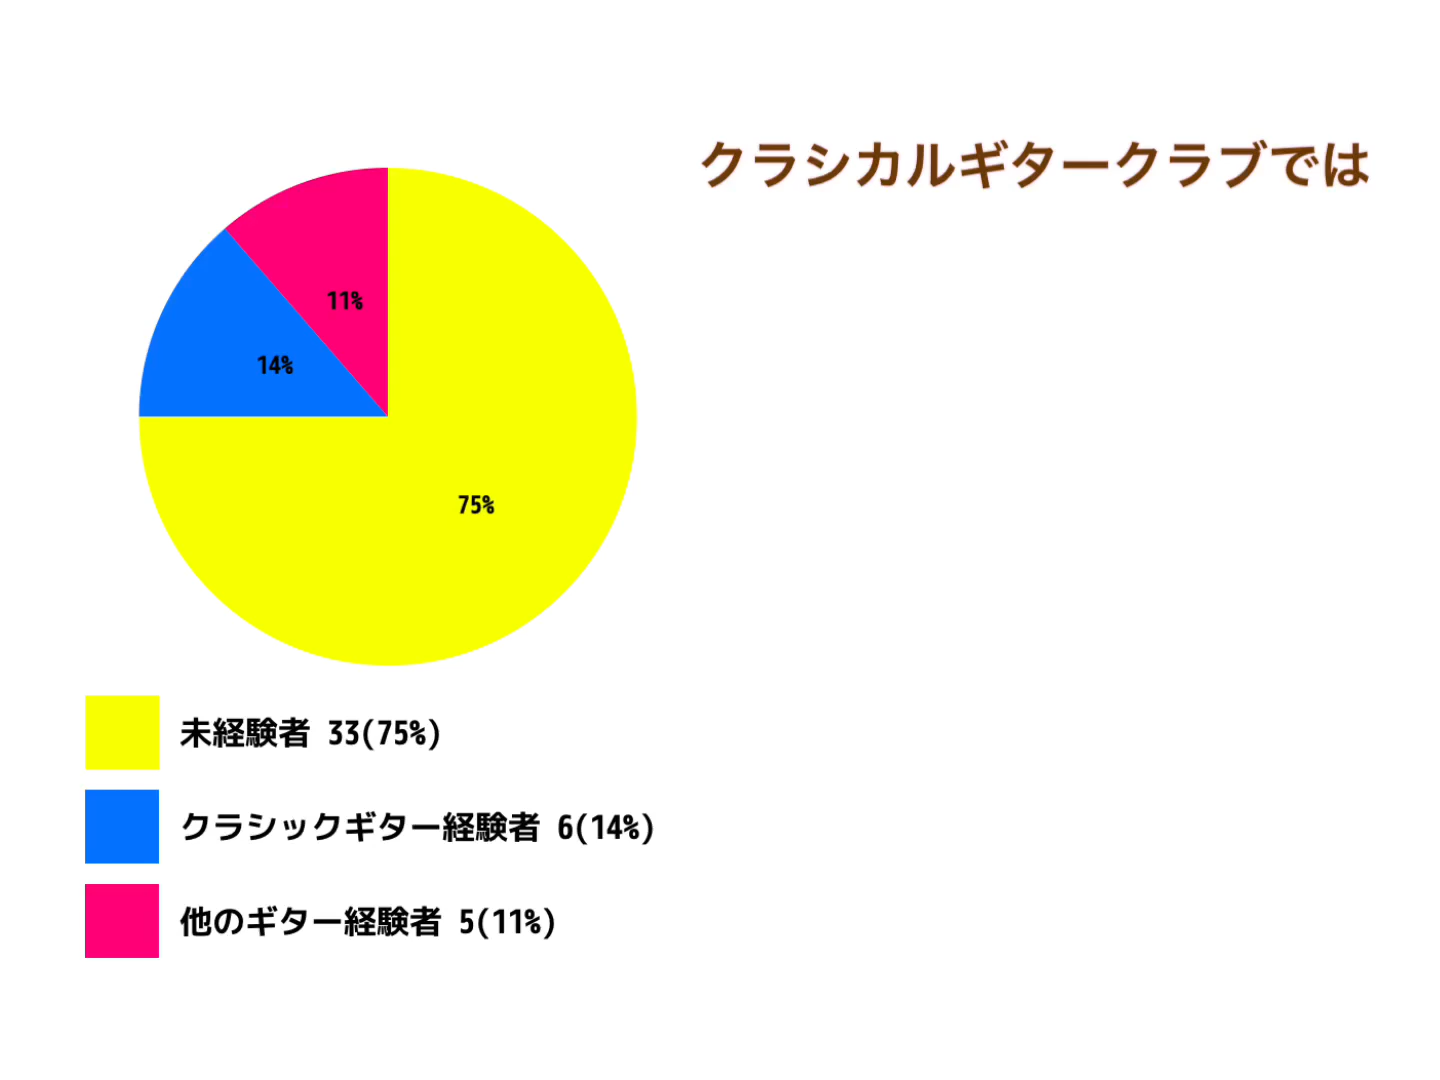 クラシカルギタークラブでは
11%
14%
75%
未経験者 33(75%)
クラシックギター経験者 6(14%)
他のギター経験者 5(11%)